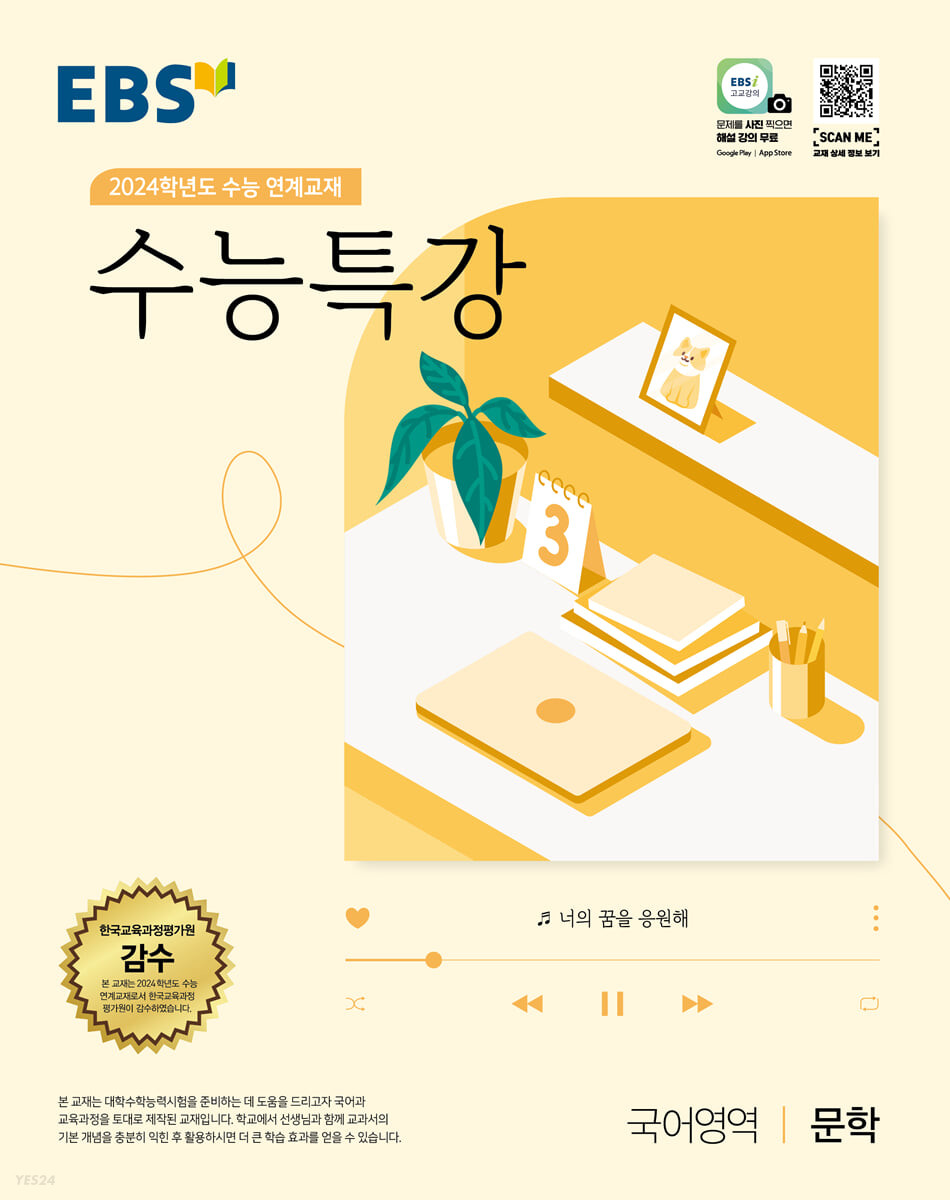 EBS
EBSi
고교강의
문제를 사진 찍으면
해설 강의 무료
Google Play | App Store
SCAN ME
교재 상세 정보 보기
2024학년도 수능 연계교재
수능특강
3
한국교육과정평가원
감수
본 교재는 2024학년도 수능
연계교재로서 한국교육과정
평가원이 감수하였습니다.
♬ 너의 꿈을 응원해
본 교재는 대학수학능력시험을 준비하는 데 도움을 드리고자 국어과
교육과정을 토대로 제작된 교재입니다. 학교에서 선생님과 함께 교과서의
기본 개념을 충분히 익힌 후 활용하시면 더 큰 학습 효과를 얻을 수 있습니다.
국어영역 | 문학
YES24